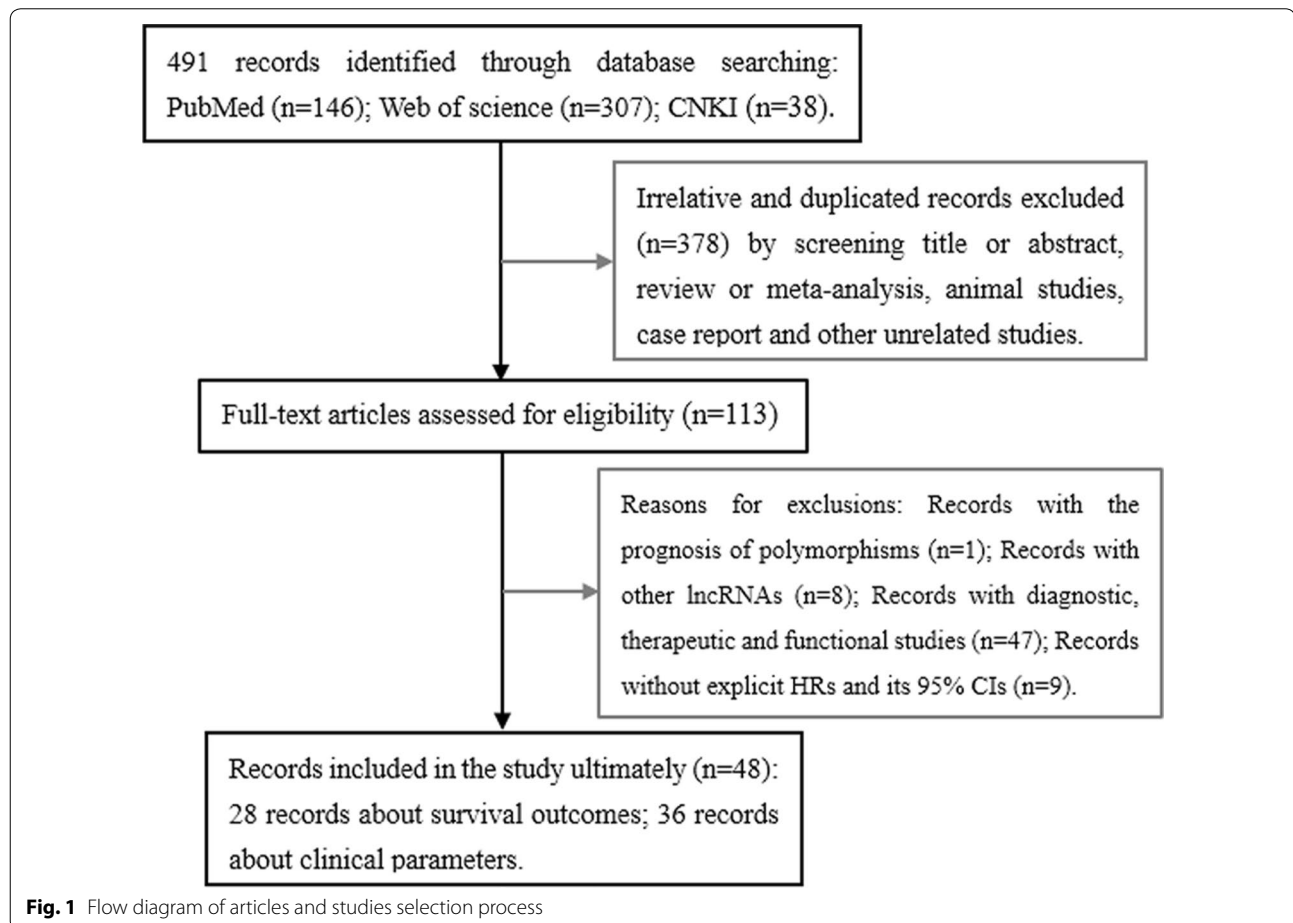 491 records identified through database searching:
PubMed (n=146); Web of science (n=307); CNKI (n=38).
Irrelative and duplicated records excluded
(n=378) by screening title or abstract,
review or meta-analysis, animal studies,
case report and other unrelated studies.
Full-text articles assessed for eligibility (n=113)
Reasons for exclusions: Records with the
prognosis of polymorphisms (n=1); Records with
other lncRNAs (n=8); Records with diagnostic,
therapeutic and functional studies (n=47); Records
without explicit HRs and its 95% CIs (n=9).
Records included in the study ultimately (n=48):
28 records about survival outcomes; 36 records
about clinical parameters.
Fig. 1 Flow diagram of articles and studies selection process